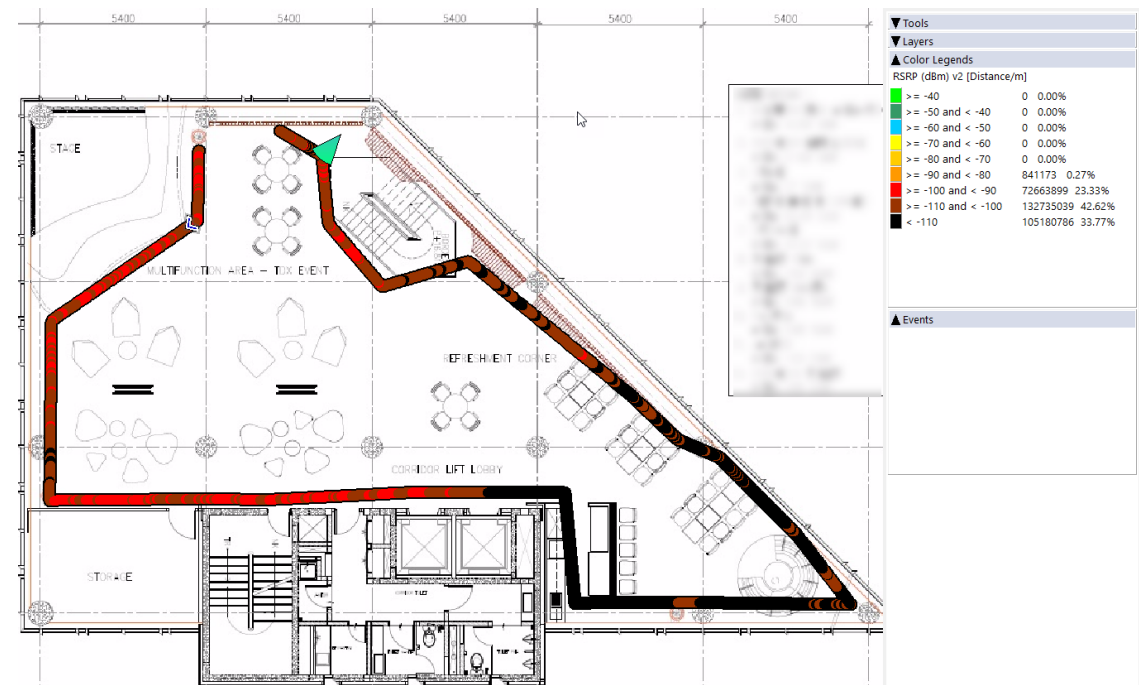 5400 5400 5400 5400 5400
STAGE
MULTIFUNCTION AREA - TOX EVENT
REFRESHMENT CORNER
CORRIDOR LIFT LOBBY
STORAGE
Tools
Layers
Color Legends
RSRP (dBm) v2 [Distance/m]
>= -40 0 0.00%
>= -50 and < -40 0 0.00%
>= -60 and < -50 0 0.00%
>= -70 and < -60 0 0.00%
>= -80 and < -70 0 0.00%
>= -90 and < -80 841173 0.27%
>= -100 and < -90 72663899 23.33%
>= -110 and < -100 132735039 42.62%
< -110 105180786 33.77%
Events